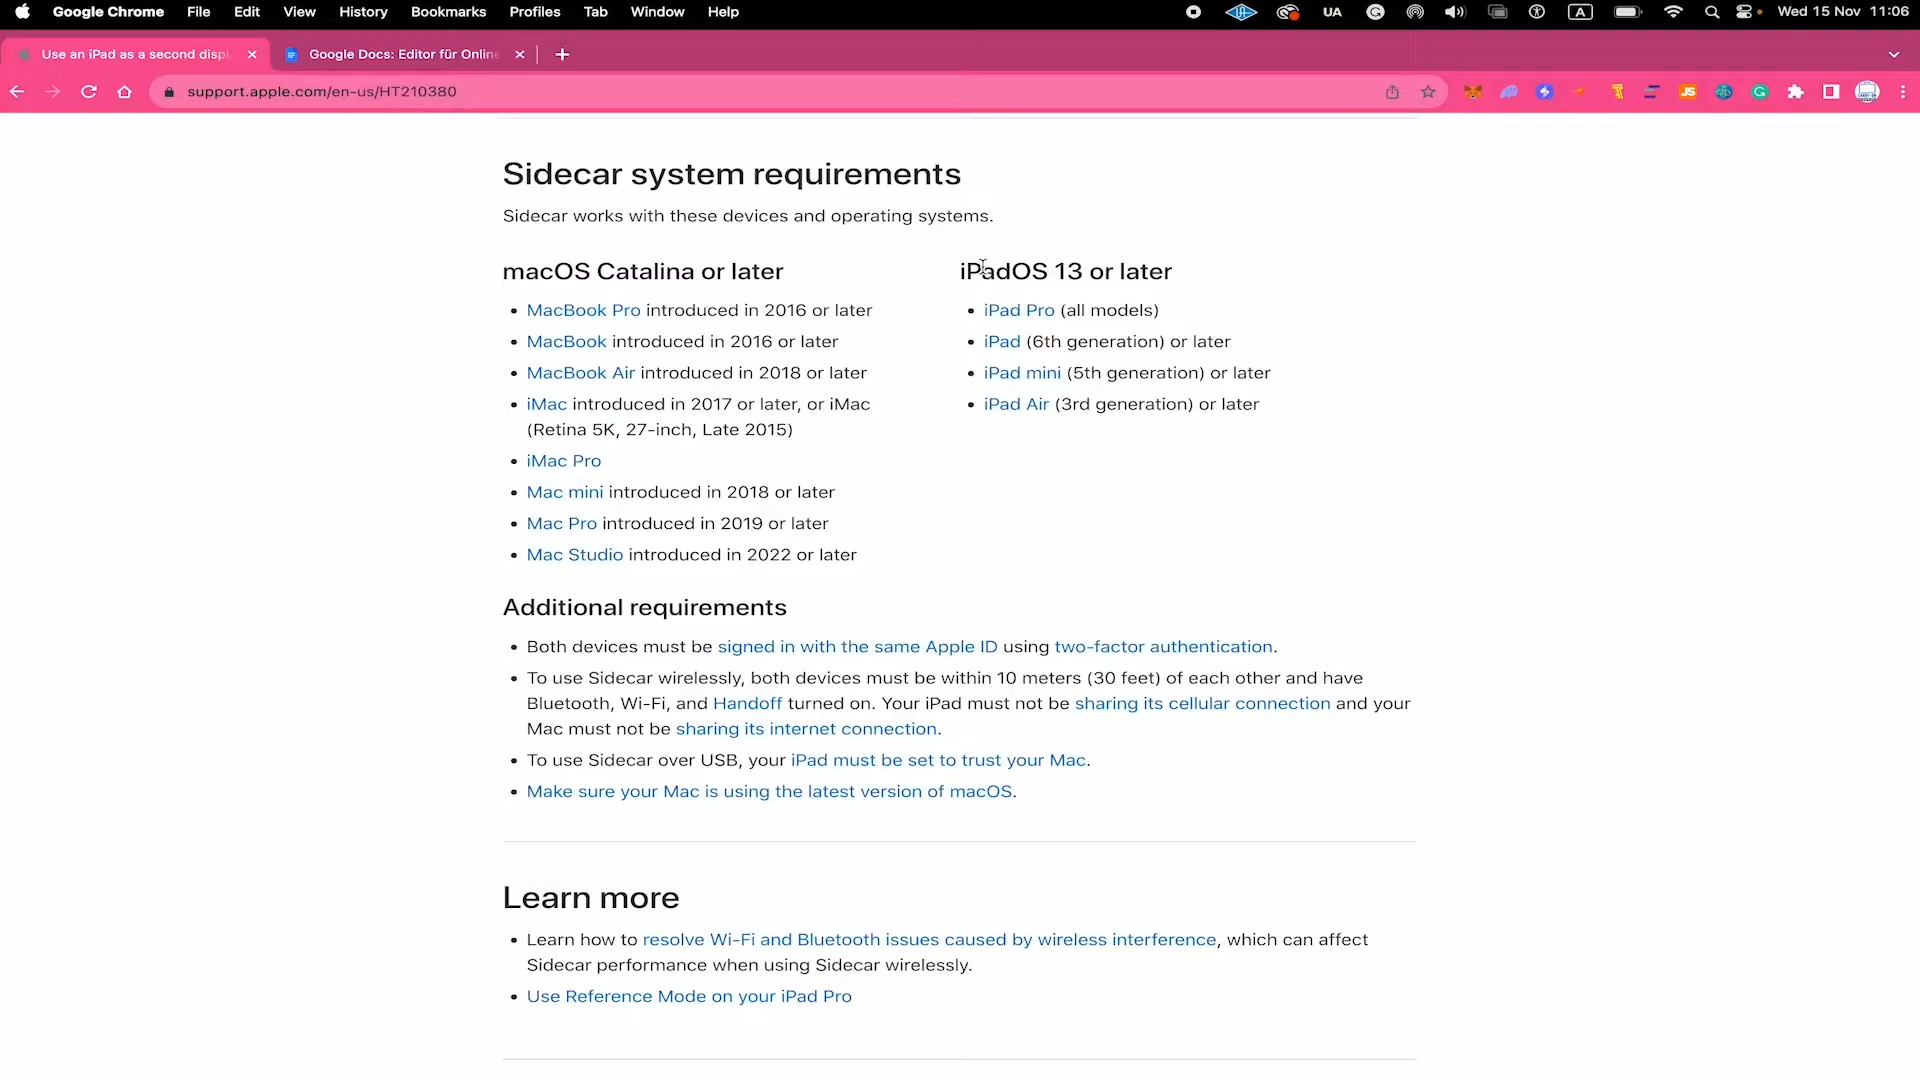 Google Chrome File Edit View History Bookmarks Profiles Tab Window Help UA A Wed 15 Nov 11:06
Use an iPad as a second displ Google Docs: Editor für Online
support.apple.com/en-us/HT210380 JS
Sidecar system requirements
Sidecar works with these devices and operating systems.
macOS Catalina or later
• MacBook Pro introduced in 2016 or later
• MacBook introduced in 2016 or later
• MacBook Air introduced in 2018 or later
• iMac introduced in 2017 or later, or iMac
(Retina 5K, 27-inch, Late 2015)
• iMac Pro
• Mac mini introduced in 2018 or later
• Mac Pro introduced in 2019 or later
• Mac Studio introduced in 2022 or later
iPadOS 13 or later
• iPad Pro (all models)
• iPad (6th generation) or later
• iPad mini (5th generation) or later
• iPad Air (3rd generation) or later
Additional requirements
• Both devices must be signed in with the same Apple ID using two-factor authentication.
• To use Sidecar wirelessly, both devices must be within 10 meters (30 feet) of each other and have
Bluetooth, Wi-Fi, and Handoff turned on. Your iPad must not be sharing its cellular connection and your
Mac must not be sharing its internet connection.
• To use Sidecar over USB, your iPad must be set to trust your Mac.
• Make sure your Mac is using the latest version of macOS.
Learn more
• Learn how to resolve Wi-Fi and Bluetooth issues caused by wireless interference, which can affect
Sidecar performance when using Sidecar wirelessly.
• Use Reference Mode on your iPad Pro